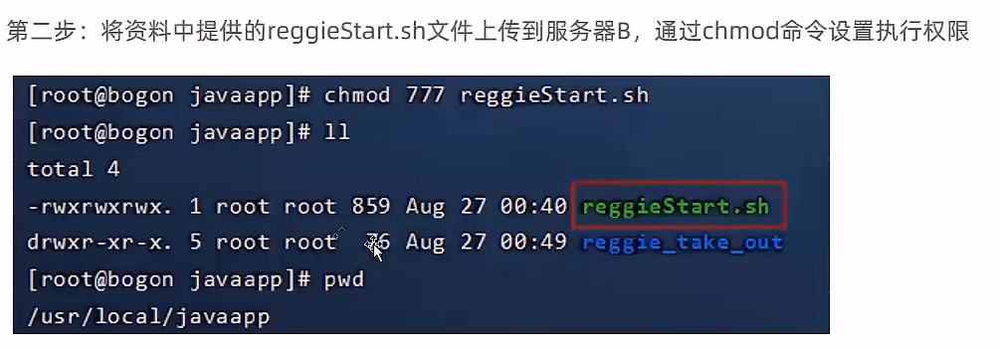 第二步：将资料中提供的reggieStart.sh文件上传到服务器B，通过chmod命令设置执行权限
[root@bogon javaapp]# chmod 777 reggieStart.sh
[root@bogon javaapp]# ll
total 4
-rwxrwxrwx. 1 root root 859 Aug 27 00:40 reggieStart.sh
drwxr-xr-x. 5 root root  76 Aug 27 00:49 reggie_take_out
[root@bogon javaapp]# pwd
/usr/local/javaapp